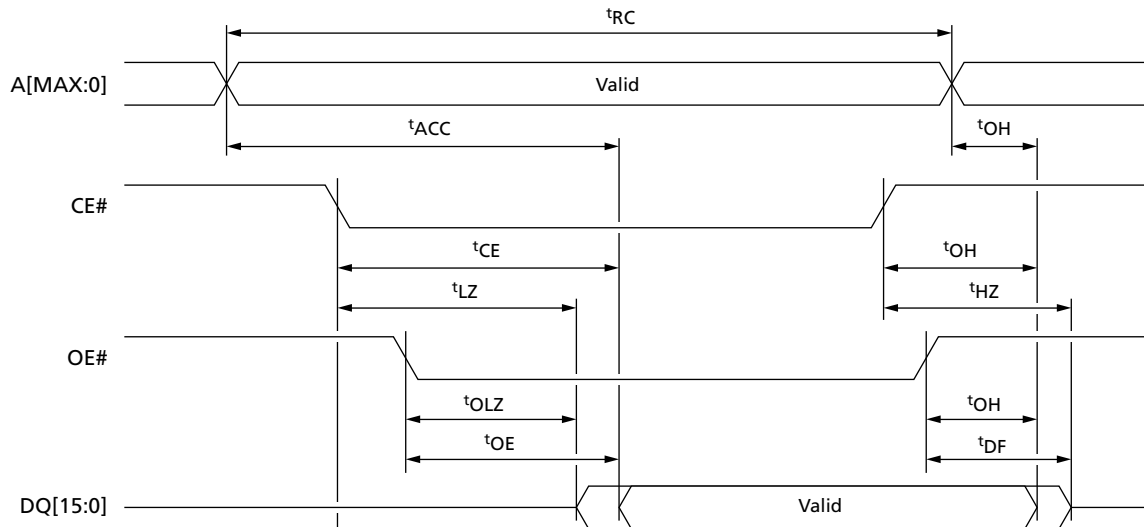 tRC
A[MAX:0]
Valid
tACC
tOH
CE#
tCE
tOH
tLZ
tHZ
OE#
tOLZ
tOH
tOE
tDF
DQ[15:0]
Valid